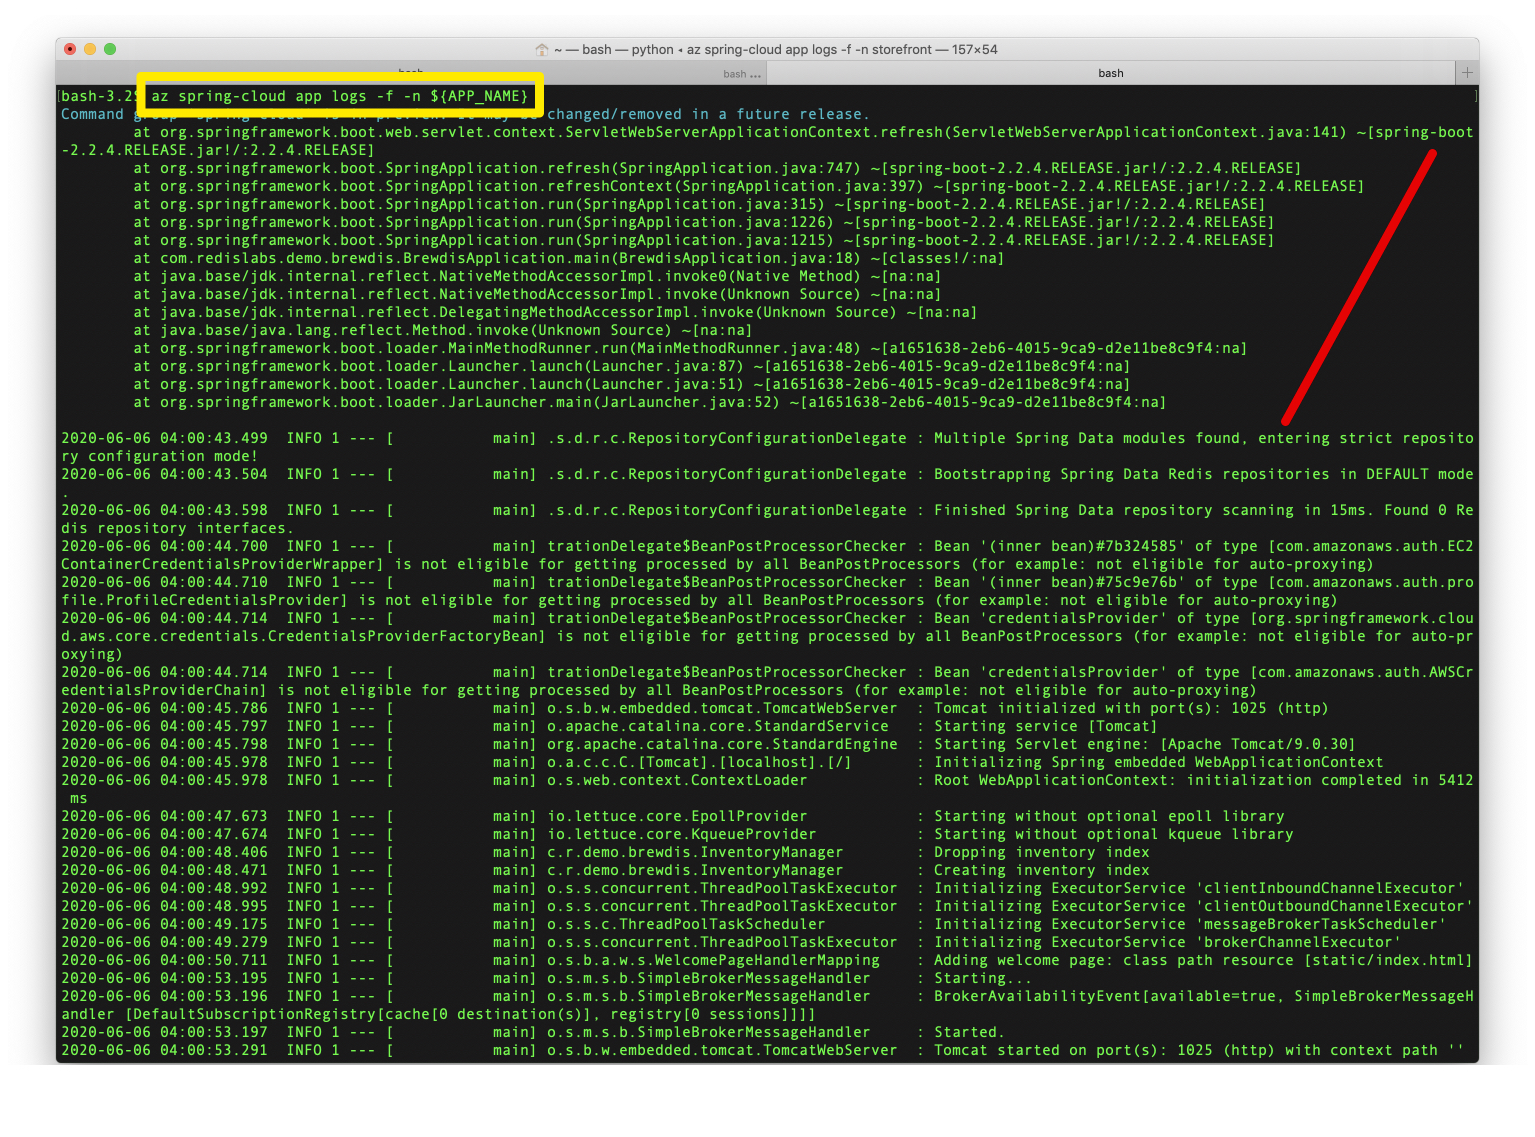 ~ — bash — python ◂ az spring-cloud app logs -f -n storefront — 157×54
bash ... bash
bash-3.2$ az spring-cloud app logs -f -n ${APP_NAME}
Command changed/removed in a future release.
at org.springframework.boot.web.servlet.context.ServletWebServerApplicationContext.refresh(ServletWebServerApplicationContext.java:141) ~[spring-boot
-2.2.4.RELEASE.jar!/:2.2.4.RELEASE]
at org.springframework.boot.SpringApplication.refresh(SpringApplication.java:747) ~[spring-boot-2.2.4.RELEASE.jar!/:2.2.4.RELEASE]
at org.springframework.boot.SpringApplication.refreshContext(SpringApplication.java:397) ~[spring-boot-2.2.4.RELEASE.jar!/:2.2.4.RELEASE]
at org.springframework.boot.SpringApplication.run(SpringApplication.java:315) ~[spring-boot-2.2.4.RELEASE.jar!/:2.2.4.RELEASE]
at org.springframework.boot.SpringApplication.run(SpringApplication.java:1226) ~[spring-boot-2.2.4.RELEASE.jar!/:2.2.4.RELEASE]
at org.springframework.boot.SpringApplication.run(SpringApplication.java:1215) ~[spring-boot-2.2.4.RELEASE.jar!/:2.2.4.RELEASE]
at com.redislabs.demo.brewdis.BrewdisApplication.main(BrewdisApplication.java:18) ~[classes!/:na]
at java.base/jdk.internal.reflect.NativeMethodAccessorImpl.invoke0(Native Method) ~[na:na]
at java.base/jdk.internal.reflect.NativeMethodAccessorImpl.invoke(Unknown Source) ~[na:na]
at java.base/jdk.internal.reflect.DelegatingMethodAccessorImpl.invoke(Unknown Source) ~[na:na]
at java.base/java.lang.reflect.Method.invoke(Unknown Source) ~[na:na]
at org.springframework.boot.loader.MainMethodRunner.run(MainMethodRunner.java:48) ~[a1651638-2eb6-4015-9ca9-d2e11be8c9f4:na]
at org.springframework.boot.loader.Launcher.launch(Launcher.java:87) ~[a1651638-2eb6-4015-9ca9-d2e11be8c9f4:na]
at org.springframework.boot.loader.Launcher.launch(Launcher.java:51) ~[a1651638-2eb6-4015-9ca9-d2e11be8c9f4:na]
at org.springframework.boot.loader.JarLauncher.main(JarLauncher.java:52) ~[a1651638-2eb6-4015-9ca9-d2e11be8c9f4:na]
2020-06-06 04:00:43.499  INFO 1 --- [           main] .s.d.r.c.RepositoryConfigurationDelegate : Multiple Spring Data modules found, entering strict reposito
ry configuration mode!
2020-06-06 04:00:43.504  INFO 1 --- [           main] .s.d.r.c.RepositoryConfigurationDelegate : Bootstrapping Spring Data Redis repositories in DEFAULT mode
.
2020-06-06 04:00:43.598  INFO 1 --- [           main] .s.d.r.c.RepositoryConfigurationDelegate : Finished Spring Data repository scanning in 15ms. Found 0 Re
dis repository interfaces.
2020-06-06 04:00:44.700  INFO 1 --- [           main] trationDelegate$BeanPostProcessorChecker : Bean '(inner bean)#7b324585' of type [com.amazonaws.auth.EC2
ContainerCredentialsProviderWrapper] is not eligible for getting processed by all BeanPostProcessors (for example: not eligible for auto-proxying)
2020-06-06 04:00:44.710  INFO 1 --- [           main] trationDelegate$BeanPostProcessorChecker : Bean '(inner bean)#75c9e76b' of type [com.amazonaws.auth.pro
file.ProfileCredentialsProvider] is not eligible for getting processed by all BeanPostProcessors (for example: not eligible for auto-proxying)
2020-06-06 04:00:44.714  INFO 1 --- [           main] trationDelegate$BeanPostProcessorChecker : Bean 'credentialsProvider' of type [org.springframework.clou
d.aws.core.credentials.CredentialsProviderFactoryBean] is not eligible for getting processed by all BeanPostProcessors (for example: not eligible for auto-pr
oxying)
2020-06-06 04:00:44.714  INFO 1 --- [           main] trationDelegate$BeanPostProcessorChecker : Bean 'credentialsProvider' of type [com.amazonaws.auth.AWSCr
edentialsProviderChain] is not eligible for getting processed by all BeanPostProcessors (for example: not eligible for auto-proxying)
2020-06-06 04:00:45.786  INFO 1 --- [           main] o.s.b.w.embedded.tomcat.TomcatWebServer  : Tomcat initialized with port(s): 1025 (http)
2020-06-06 04:00:45.797  INFO 1 --- [           main] o.apache.catalina.core.StandardService   : Starting service [Tomcat]
2020-06-06 04:00:45.798  INFO 1 --- [           main] org.apache.catalina.core.StandardEngine  : Starting Servlet engine: [Apache Tomcat/9.0.30]
2020-06-06 04:00:45.978  INFO 1 --- [           main] o.a.c.c.C.[Tomcat].[localhost].[/]       : Initializing Spring embedded WebApplicationContext
2020-06-06 04:00:45.978  INFO 1 --- [           main] o.s.web.context.ContextLoader            : Root WebApplicationContext: initialization completed in 5412
ms
2020-06-06 04:00:47.673  INFO 1 --- [           main] io.lettuce.core.EpollProvider            : Starting without optional epoll library
2020-06-06 04:00:47.674  INFO 1 --- [           main] io.lettuce.core.KqueueProvider           : Starting without optional kqueue library
2020-06-06 04:00:48.406  INFO 1 --- [           main] c.r.demo.brewdis.InventoryManager        : Dropping inventory index
2020-06-06 04:00:48.471  INFO 1 --- [           main] c.r.demo.brewdis.InventoryManager        : Creating inventory index
2020-06-06 04:00:48.992  INFO 1 --- [           main] o.s.s.concurrent.ThreadPoolTaskExecutor  : Initializing ExecutorService 'clientInboundChannelExecutor'
2020-06-06 04:00:48.995  INFO 1 --- [           main] o.s.s.concurrent.ThreadPoolTaskExecutor  : Initializing ExecutorService 'clientOutboundChannelExecutor'
2020-06-06 04:00:49.175  INFO 1 --- [           main] o.s.s.c.ThreadPoolTaskScheduler          : Initializing ExecutorService 'messageBrokerTaskScheduler'
2020-06-06 04:00:49.279  INFO 1 --- [           main] o.s.s.concurrent.ThreadPoolTaskExecutor  : Initializing ExecutorService 'brokerChannelExecutor'
2020-06-06 04:00:50.711  INFO 1 --- [           main] o.s.b.a.w.s.WelcomePageHandlerMapping    : Adding welcome page: class path resource [static/index.html]
2020-06-06 04:00:53.195  INFO 1 --- [           main] o.s.m.s.b.SimpleBrokerMessageHandler     : Starting...
2020-06-06 04:00:53.196  INFO 1 --- [           main] o.s.m.s.b.SimpleBrokerMessageHandler     : BrokerAvailabilityEvent[available=true, SimpleBrokerMessageH
andler [DefaultSubscriptionRegistry[cache[0 destination(s)], registry[0 sessions]]]]
2020-06-06 04:00:53.197  INFO 1 --- [           main] o.s.m.s.b.SimpleBrokerMessageHandler     : Started.
2020-06-06 04:00:53.291  INFO 1 --- [           main] o.s.b.w.embedded.tomcat.TomcatWebServer  : Tomcat started on port(s): 1025 (http) with context path ''